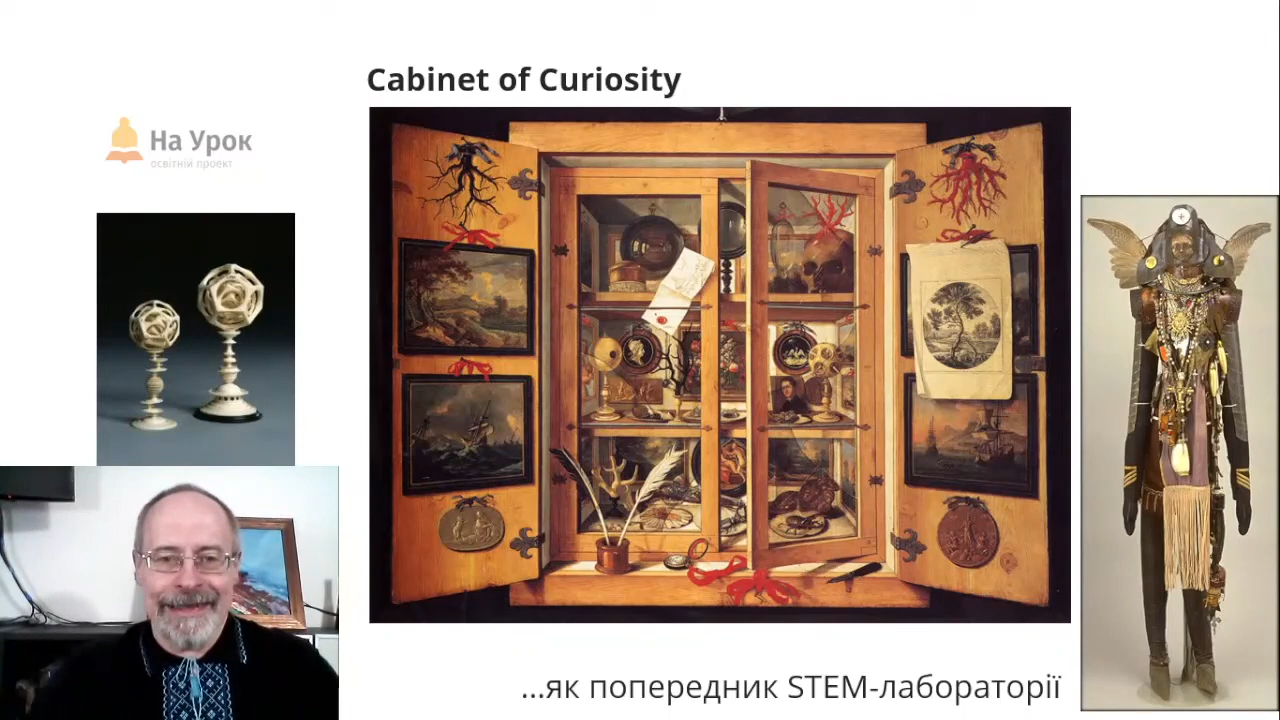 Cabinet of Curiosity
На Урок
освітній проект
...як попередник STEM-лабораторії